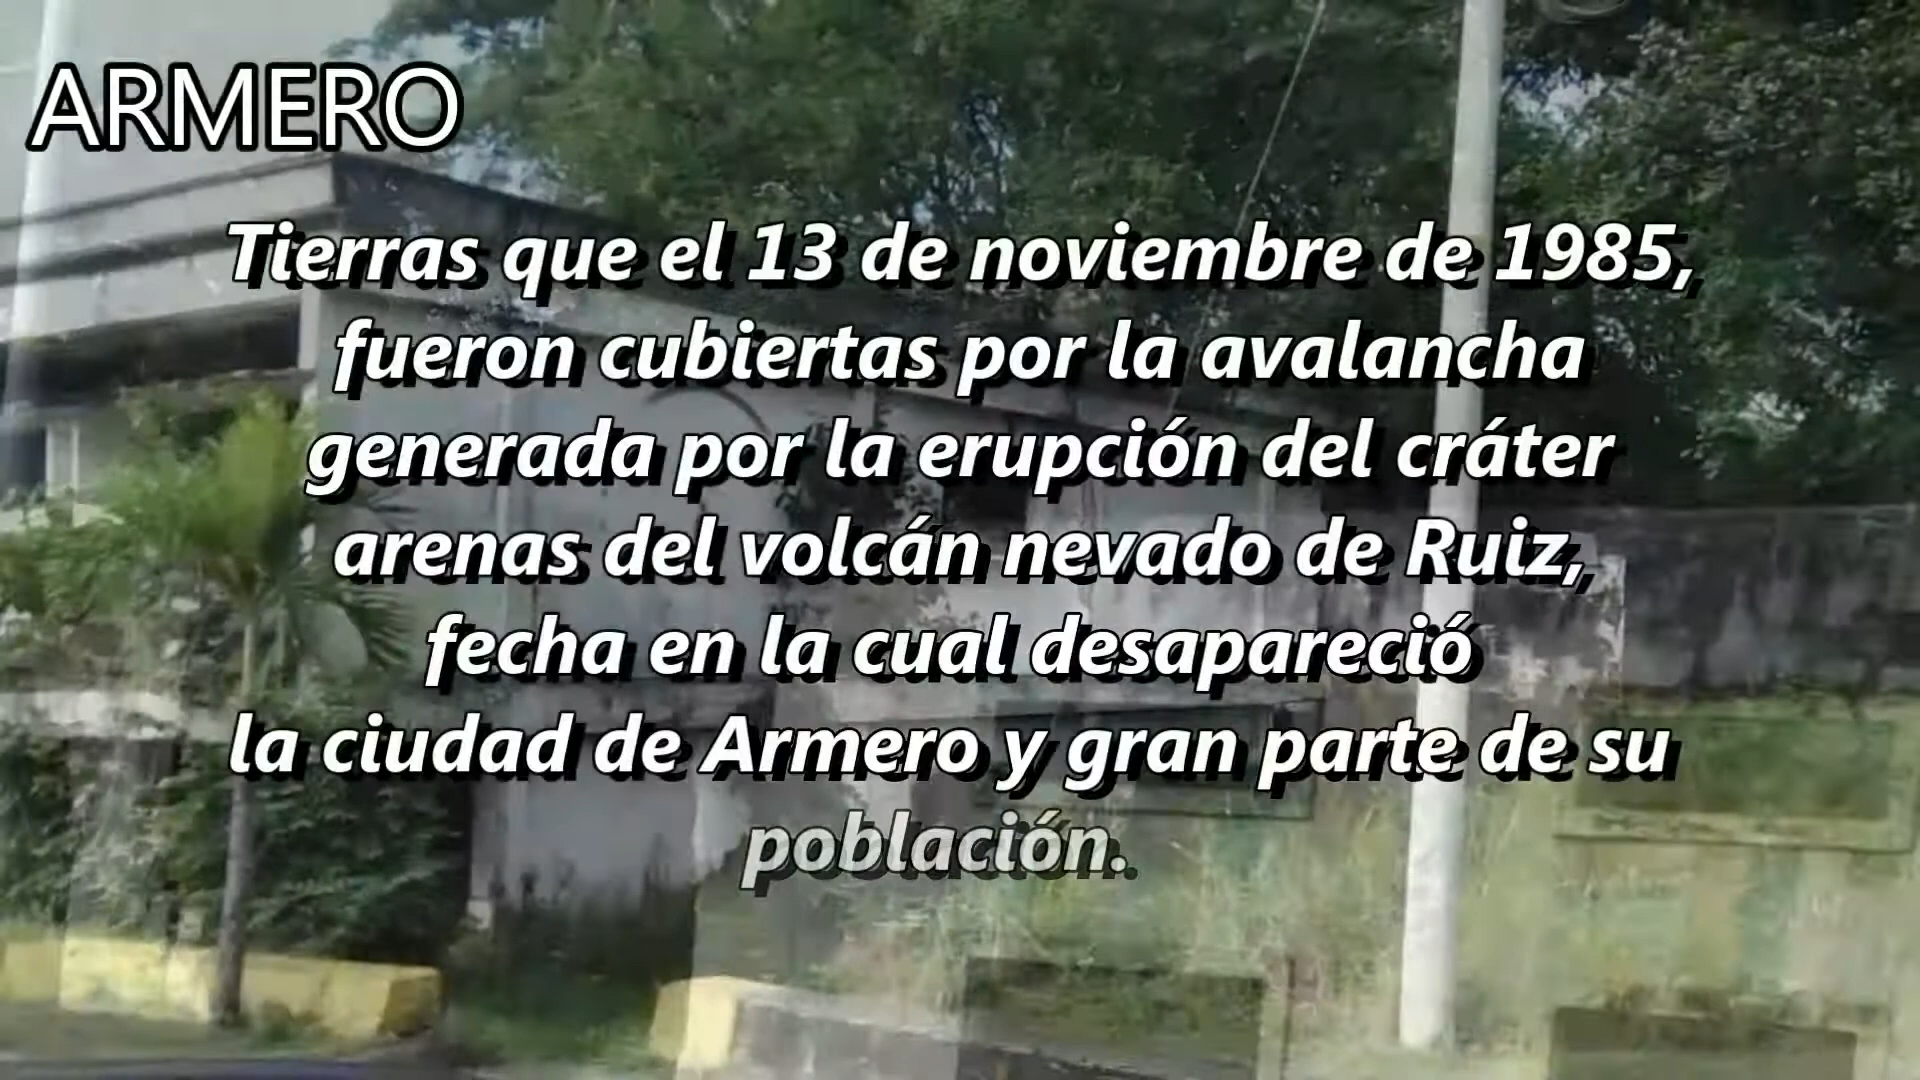 ARMERO
Tierras que el 13 de noviembre de 1985,
fueron cubiertas por la avalancha
generada por la erupción del cráter
arenas del volcán nevado de Ruiz,
fecha en la cual desapareció
la ciudad de Armero y gran parte de su
población.